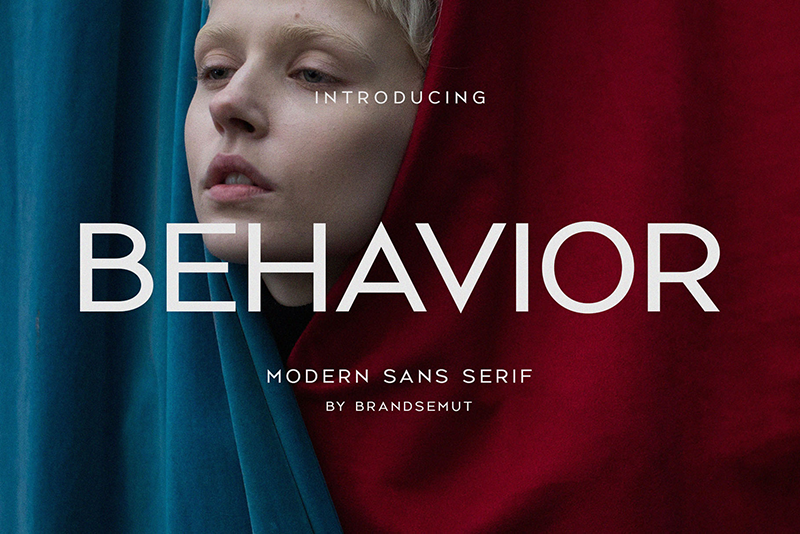 INTRODUCING
BEHAVIOR
MODERN SANS SERIF
BY BRANDSEMUT